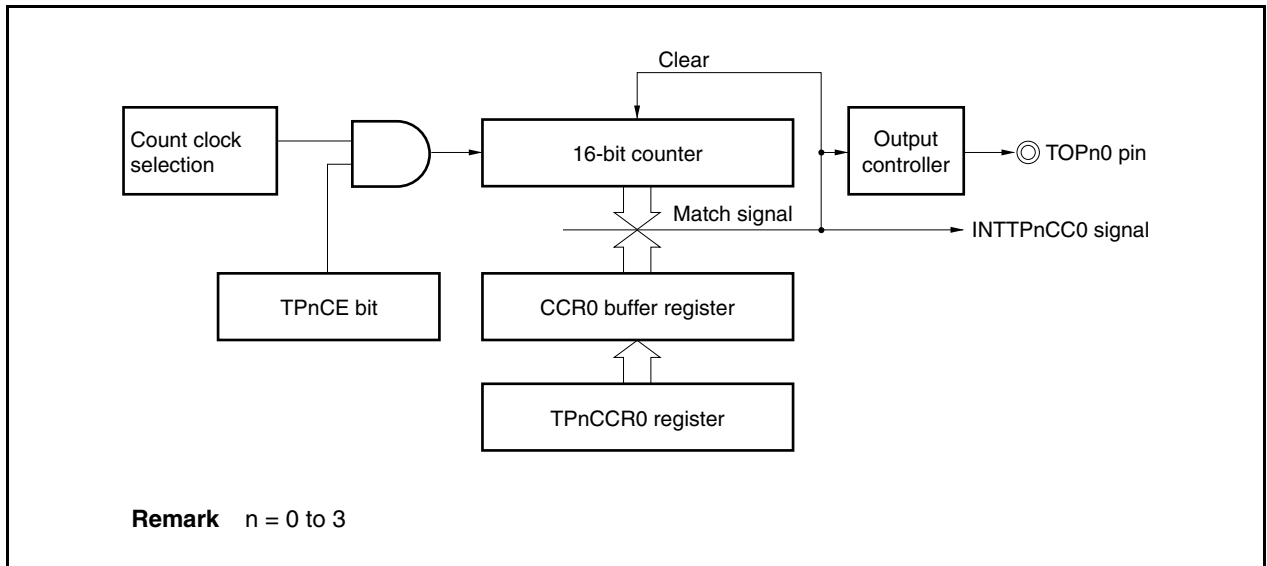 Clear
Count clock
selection
16-bit counter
Output
controller
TOPn0 pin
Match signal
INTTPnCC0 signal
TPnCE bit
CCR0 buffer register
TPnCCR0 register
Remark n = 0 to 3